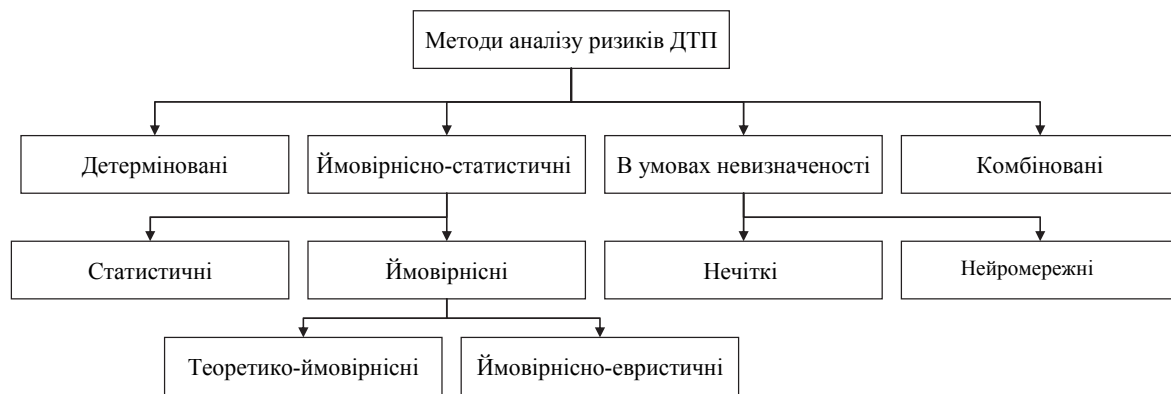 Методи аналізу ризиків ДТП
Детерміновані
Ймовірнісно-статистичні
В умовах невизначеності
Комбіновані
Статистичні
Ймовірнісні
Нечіткі
Нейромережні
Теоретико-ймовірнісні
Ймовірнісно-евристичні